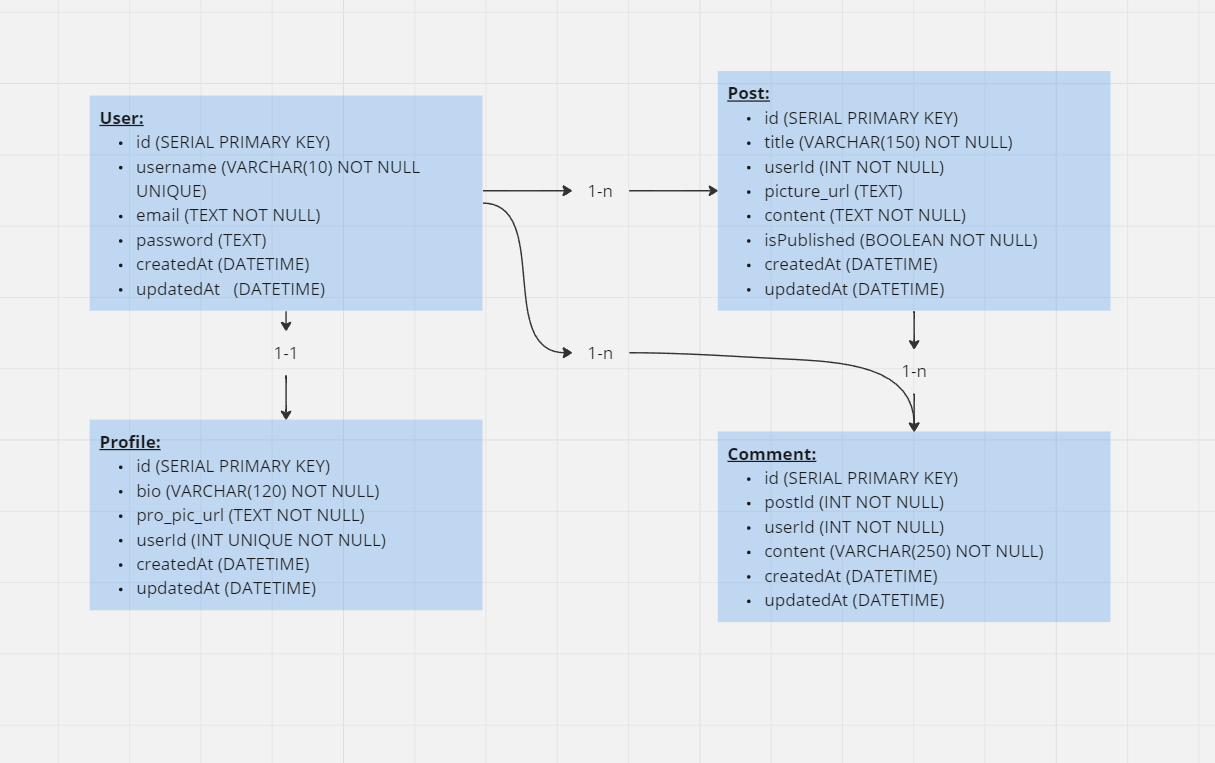 User:
• id (SERIAL PRIMARY KEY)
• username (VARCHAR(10) NOT NULL
UNIQUE)
• email (TEXT NOT NULL)
• password (TEXT)
• createdAt (DATETIME)
• updatedAt (DATETIME)
1-n
Post:
• id (SERIAL PRIMARY KEY)
• title (VARCHAR(150) NOT NULL)
• userId (INT NOT NULL)
• picture_url (TEXT)
• content (TEXT NOT NULL)
• isPublished (BOOLEAN NOT NULL)
• createdAt (DATETIME)
• updatedAt (DATETIME)
1-1
1-n
1-n
Profile:
• id (SERIAL PRIMARY KEY)
• bio (VARCHAR(120) NOT NULL)
• pro_pic_url (TEXT NOT NULL)
• userId (INT UNIQUE NOT NULL)
• createdAt (DATETIME)
• updatedAt (DATETIME)
Comment:
• id (SERIAL PRIMARY KEY)
• postId (INT NOT NULL)
• userId (INT NOT NULL)
• content (VARCHAR(250) NOT NULL)
• createdAt (DATETIME)
• updatedAt (DATETIME)